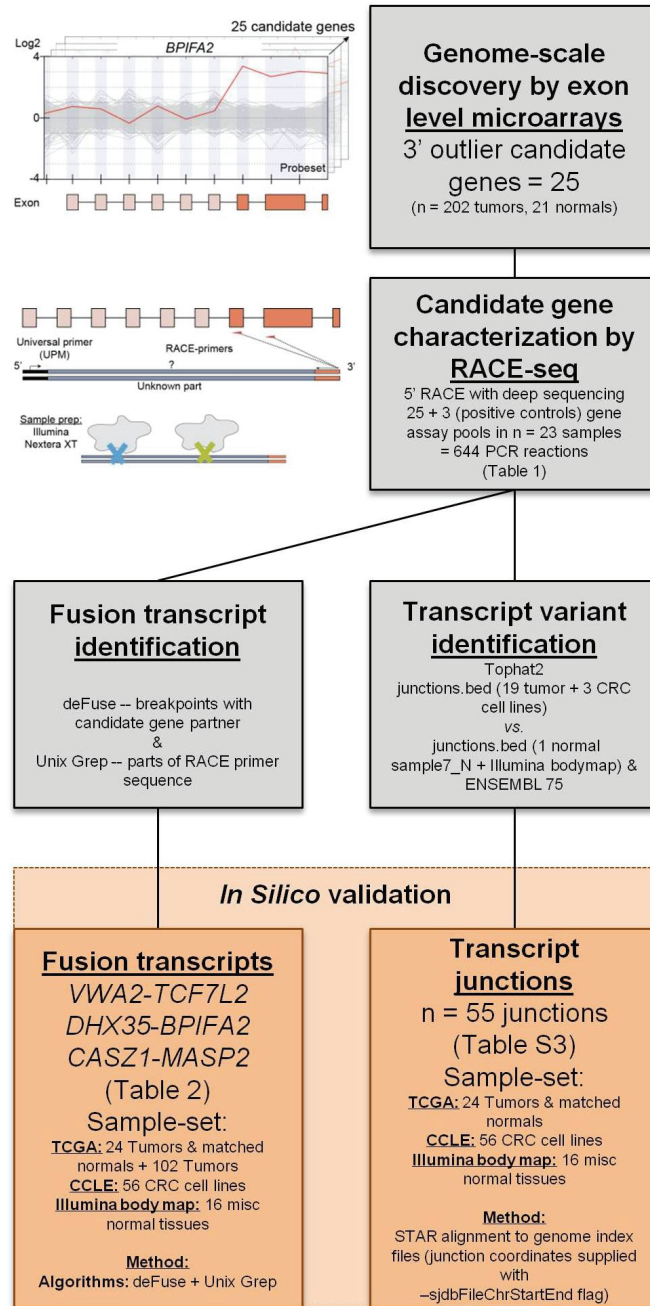 25 candidate genes
Log2
BPIFA2
4
0
-4
Probeset
Exon
Genome-scale
discovery by exon
level microarrays
3' outlier candidate
genes = 25
(n = 202 tumors, 21 normals)
Universal primer
(UPM)
RACE-primers
5'
?
3'
Unknown part
Sample prep:
Illumina
Nextera XT
Candidate gene
characterization by
RACE-seq
5' RACE with deep sequencing
25 + 3 (positive controls) gene
assay pools in n = 23 samples
= 644 PCR reactions
(Table 1)
Fusion transcript
identification
deFuse -- breakpoints with
candidate gene partner
&
Unix Grep -- parts of RACE primer
sequence
Transcript variant
identification
Tophat2
junctions.bed (19 tumor + 3 CRC
cell lines)
vs.
junctions.bed (1 normal
sample7_N + Illumina bodymap) &
ENSEMBL 75
In Silico validation
Fusion transcripts
VWA2-TCF7L2
DHX35-BPIFA2
CASZ1-MASP2
(Table 2)
Sample-set:
TCGA: 24 Tumors & matched
normals + 102 Tumors
CCLE: 56 CRC cell lines
Illumina body map: 16 misc
normal tissues
Method:
Algorithms: deFuse + Unix Grep
Transcript
junctions
n = 55 junctions
(Table S3)
Sample-set:
TCGA: 24 Tumors & matched
normals
CCLE: 56 CRC cell lines
Illumina body map: 16 misc
normal tissues
Method:
STAR alignment to genome index
files (junction coordinates supplied
with
–sjdbFileChrStartEnd flag)